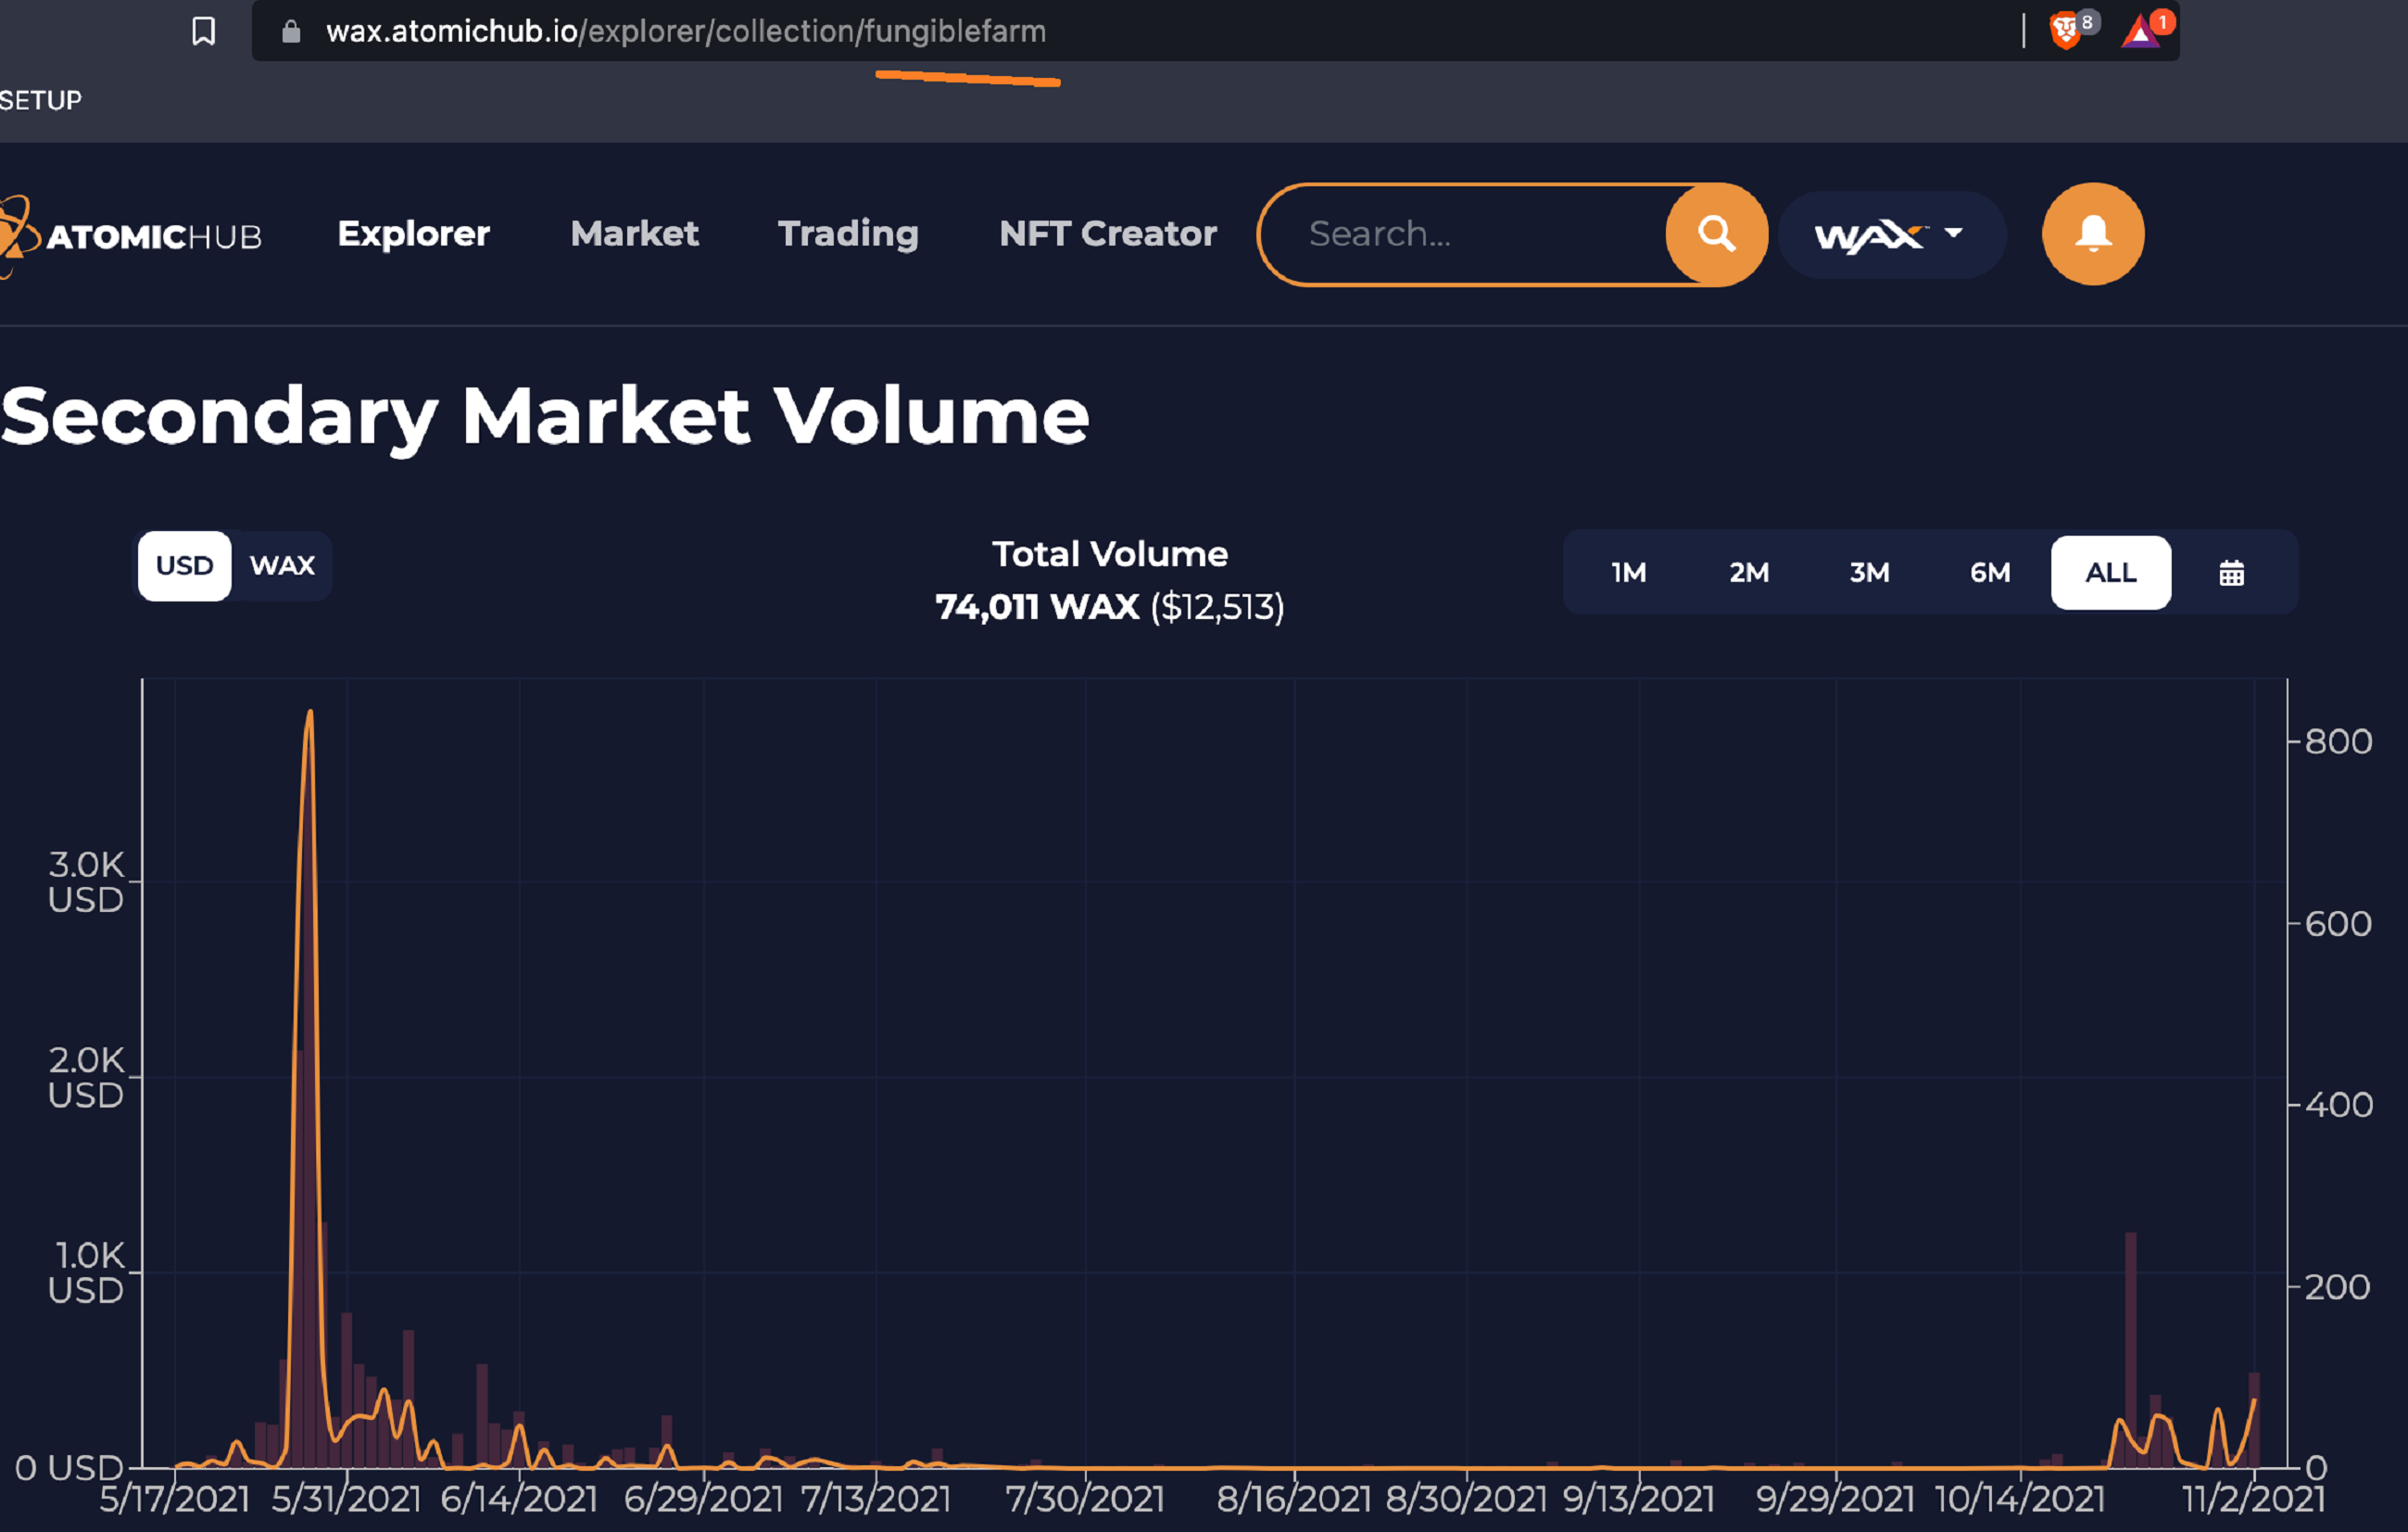 wax.atomichub.io/explorer/collection/fungiblefarm
8
1
SETUP
ATOMICHUB
Explorer
Market
Trading
NFT Creator
Search...
WAX
Secondary Market Volume
USD WAX
Total Volume
74,011 WAX ($12,513)
1M 2M 3M 6M ALL
3.0K
USD
2.0K
USD
1.0K
USD
0 USD
800
600
400
200
0
5/17/2021 5/31/2021 6/14/2021 6/29/2021 7/13/2021 7/30/2021 8/16/2021 8/30/2021 9/13/2021 9/29/2021 10/14/2021 11/2/2021